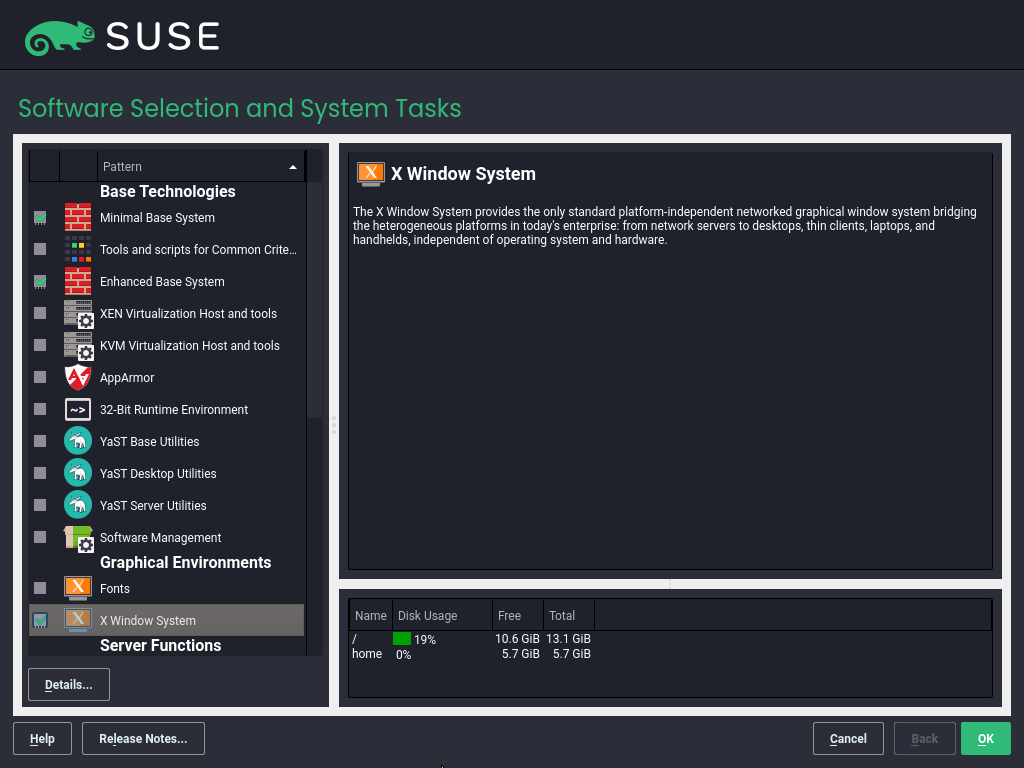 SUSE
Software Selection and System Tasks
Pattern
Base Technologies
Minimal Base System
Tools and scripts for Common Crite...
Enhanced Base System
XEN Virtualization Host and tools
KVM Virtualization Host and tools
AppArmor
32-Bit Runtime Environment
YaST Base Utilities
YaST Desktop Utilities
YaST Server Utilities
Software Management
Graphical Environments
Fonts
X Window System
Server Functions
Details...
X Window System
The X Window System provides the only standard platform-independent networked graphical window system bridging
the heterogeneous platforms in today's enterprise: from network servers to desktops, thin clients, laptops, and
handhelds, independent of operating system and hardware.
Name Disk Usage Free Total
/ 19% 10.6 GiB 13.1 GiB
home 0% 5.7 GiB 5.7 GiB
Help Release Notes... Cancel Back OK